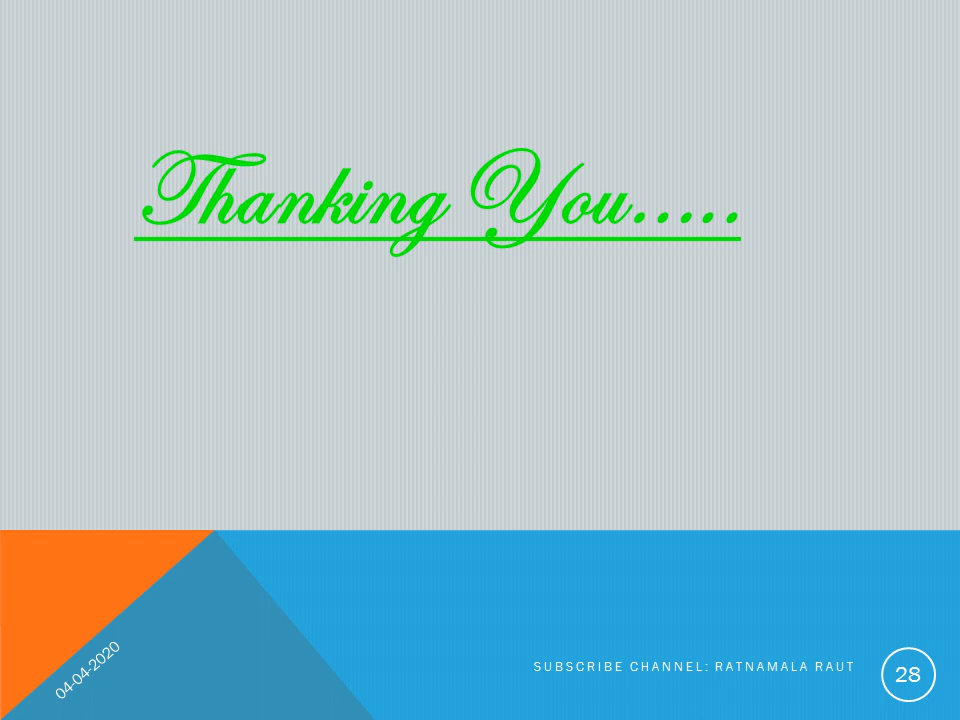 Thanking You.....
04-04-2020
SUBSCRIBE CHANNEL: RATNAMALA RAUT
28